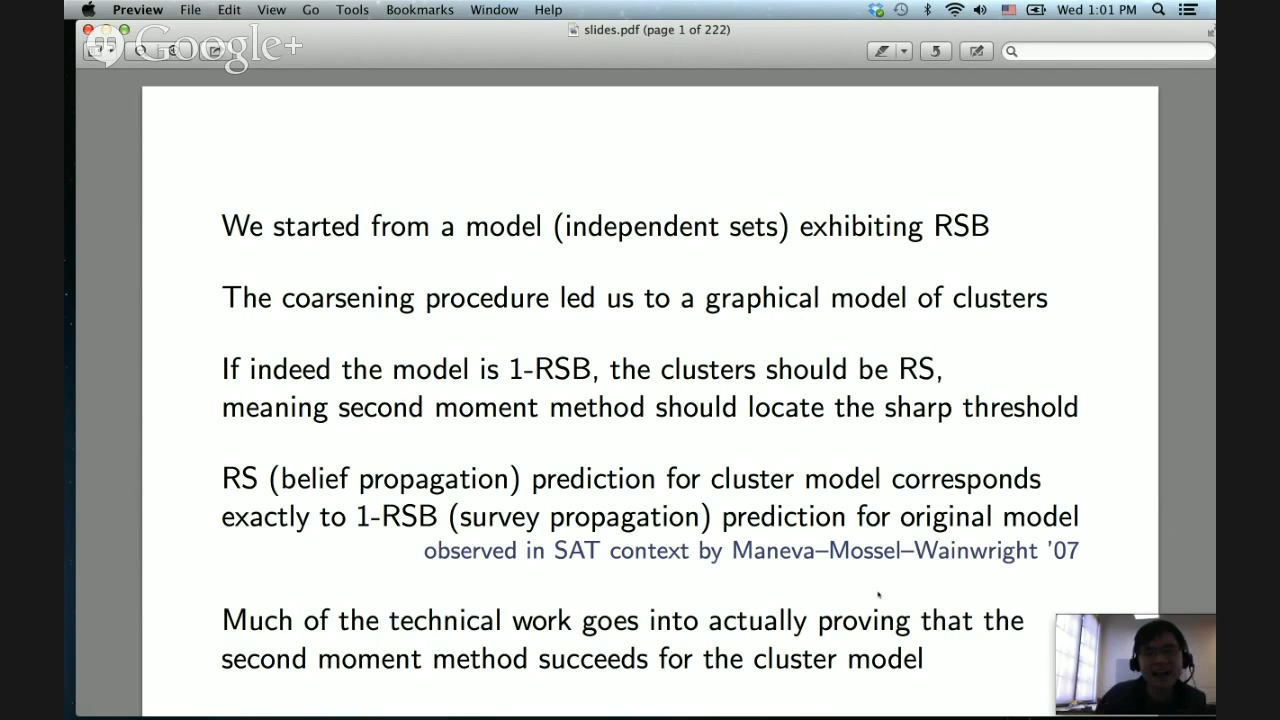 Preview File Edit View Go Tools Bookmarks Window Help Wed 1:01 PM
slides.pdf (page 1 of 222)
Google+
We started from a model (independent sets) exhibiting RSB
The coarsening procedure led us to a graphical model of clusters
If indeed the model is 1-RSB, the clusters should be RS,
meaning second moment method should locate the sharp threshold
RS (belief propagation) prediction for cluster model corresponds
exactly to 1-RSB (survey propagation) prediction for original model
observed in SAT context by Maneva–Mossel–Wainwright '07
Much of the technical work goes into actually proving that the
second moment method succeeds for the cluster model